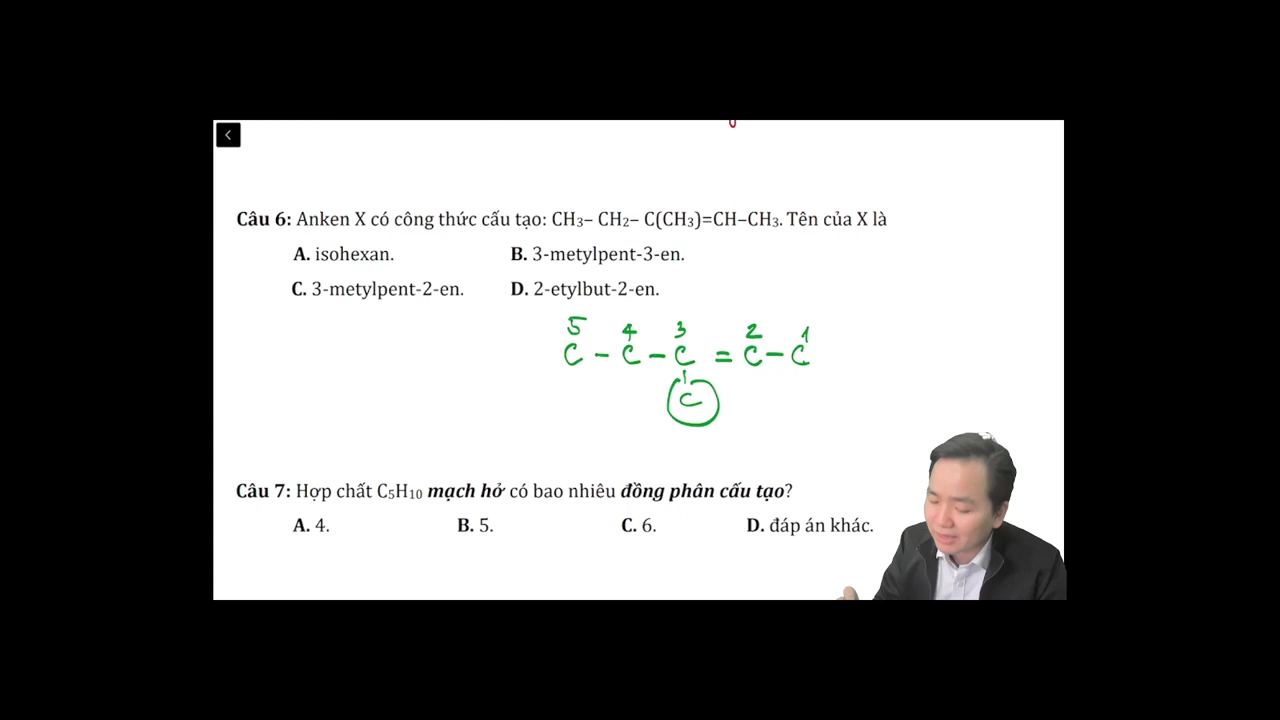 Câu 6: Anken X có công thức cấu tạo: CH₃– CH₂– C(CH₃)=CH–CH₃. Tên của X là
A. isohexan. B. 3-metylpent-3-en.
C. 3-metylpent-2-en. D. 2-etylbut-2-en.
5 4 3 2 1
C – C – C = C – C
C
Câu 7: Hợp chất C₅H₁₀ mạch hở có bao nhiêu đồng phân cấu tạo?
A. 4. B. 5. C. 6. D. đáp án khác.